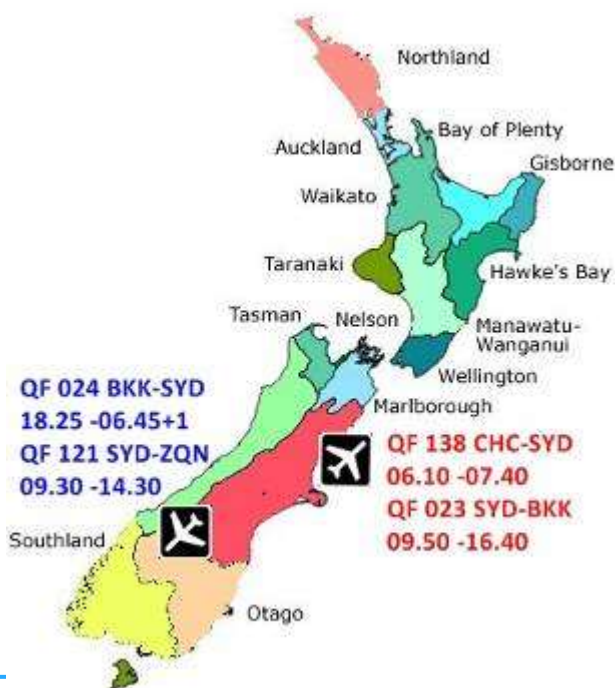 Northland
Auckland
Bay of Plenty
Gisborne
Waikato
Taranaki
Hawke's Bay
Tasman
Nelson
Manawatu-
Wanganui
Wellington
Marlborough
QF 024 BKK-SYD
18.25 -06.45+1
QF 121 SYD-ZQN
09.30 -14.30
QF 138 CHC-SYD
06.10 -07.40
QF 023 SYD-BKK
09.50 -16.40
Southland
Otago